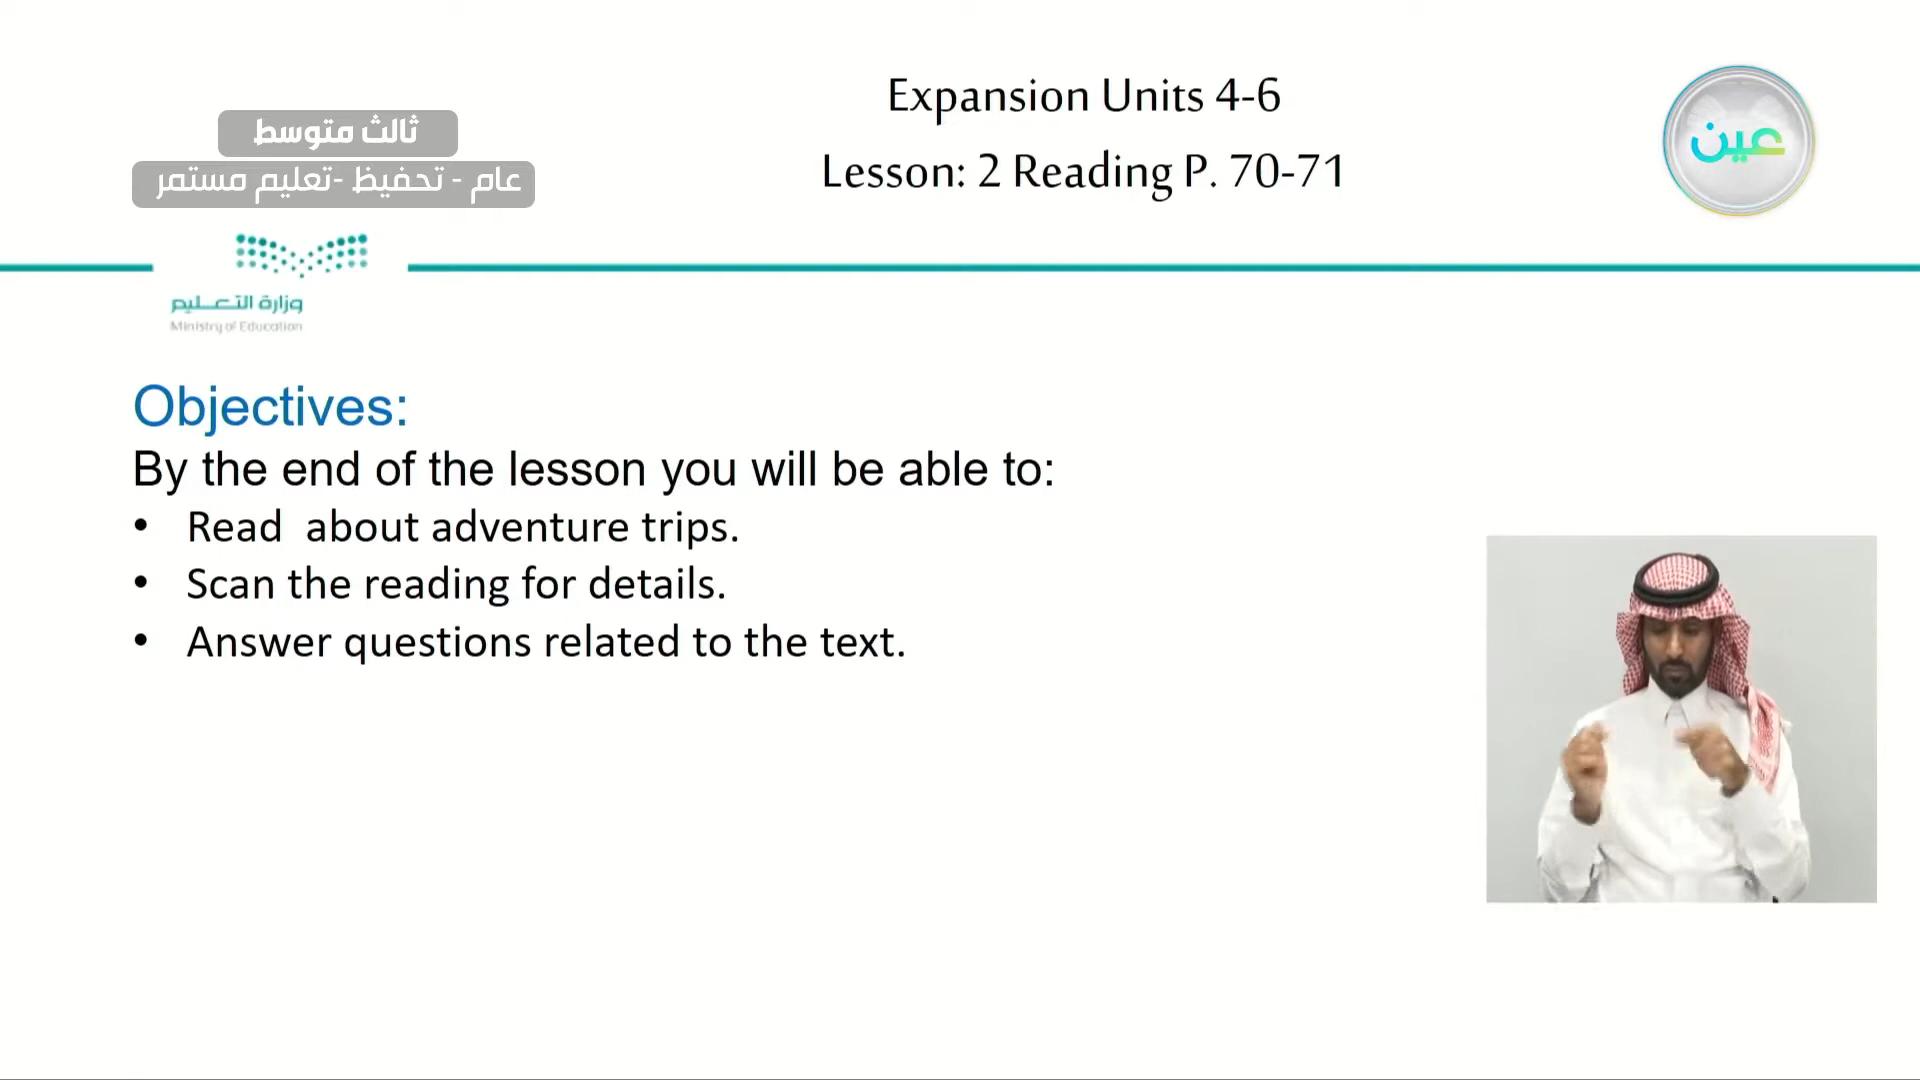 Expansion Units 4-6
Lesson: 2 Reading P. 70-71
ثالث متوسط
عام - تحفيظ -تعليم مستمر
عين
وزارة التعليم
Ministry of Education
Objectives:
By the end of the lesson you will be able to:
• Read  about adventure trips.
• Scan the reading for details.
• Answer questions related to the text.